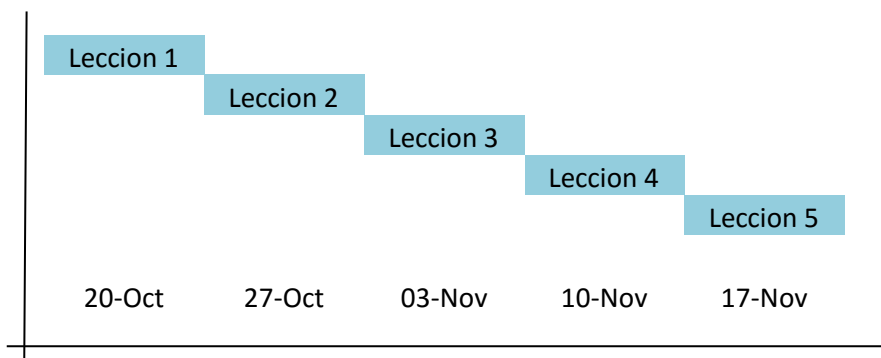 Leccion 1
Leccion 2
Leccion 3
Leccion 4
Leccion 5
20-Oct 27-Oct 03-Nov 10-Nov 17-Nov